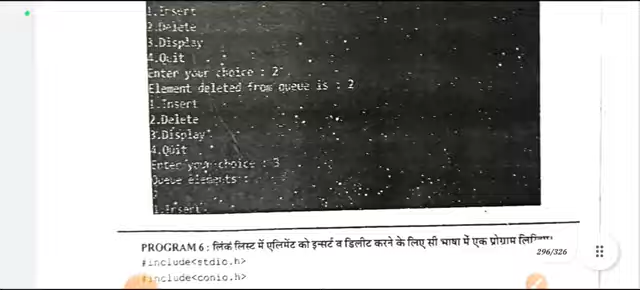 1.Insert
2.Delete
3.Display
4.Quit
Enter your choice : 2
Element deleted from queue is : 2
1.Insert
2.Delete
3.Display
4.Quit
Enter your choice : 3
Queue elements :
1.Insert
PROGRAM 6 : लिंक लिस्ट में एलिमेंट को इन्सर्ट व डिलीट करने के लिए सी भाषा में एक प्रोग्राम
296/326
#include<stdio.h>
#include<conio.h>